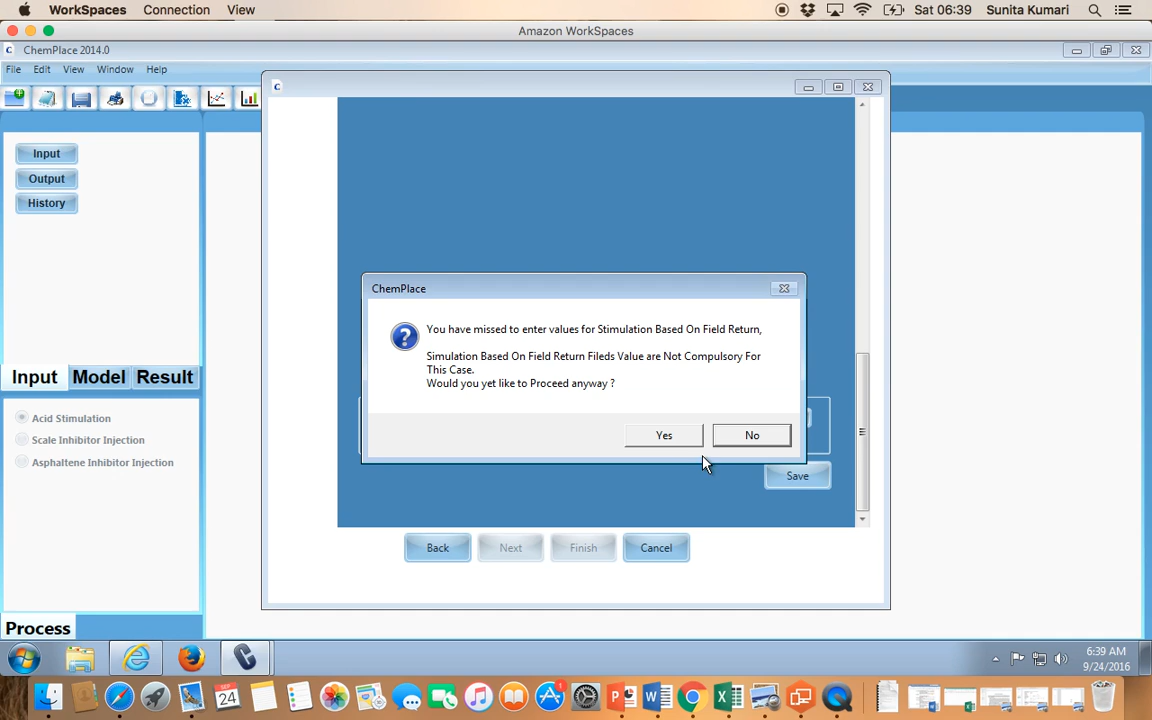 WorkSpaces Connection View Sat 06:39 Sunita Kumari
Amazon WorkSpaces
C ChemPlace 2014.0
File Edit View Window Help
C
Input
Output
History
ChemPlace
You have missed to enter values for Stimulation Based On Field Return,
Simulation Based On Field Return Fileds Value are Not Compulsory For
This Case.
Would you yet like to Proceed anyway ?
Yes No
Input Model Result
Acid Stimulation
Scale Inhibitor Injection
Asphaltene Inhibitor Injection
Save
Back Next Finish Cancel
Process
6:39 AM
9/24/2016
SEP
24